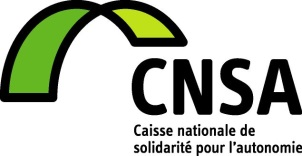 CNSA
Caisse nationale de
solidarité pour l'autonomie